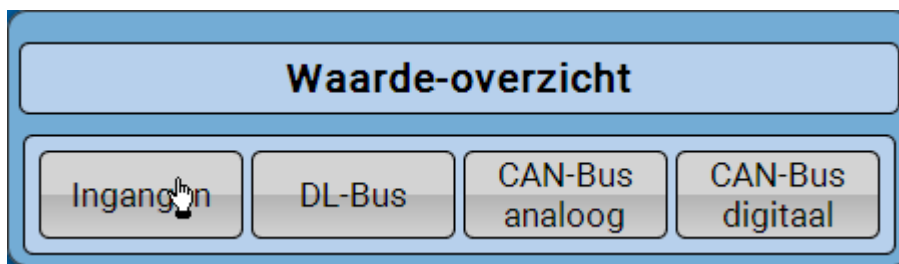 Waarde-overzicht
Ingangen
DL-Bus
CAN-Bus
analoog
CAN-Bus
digitaal